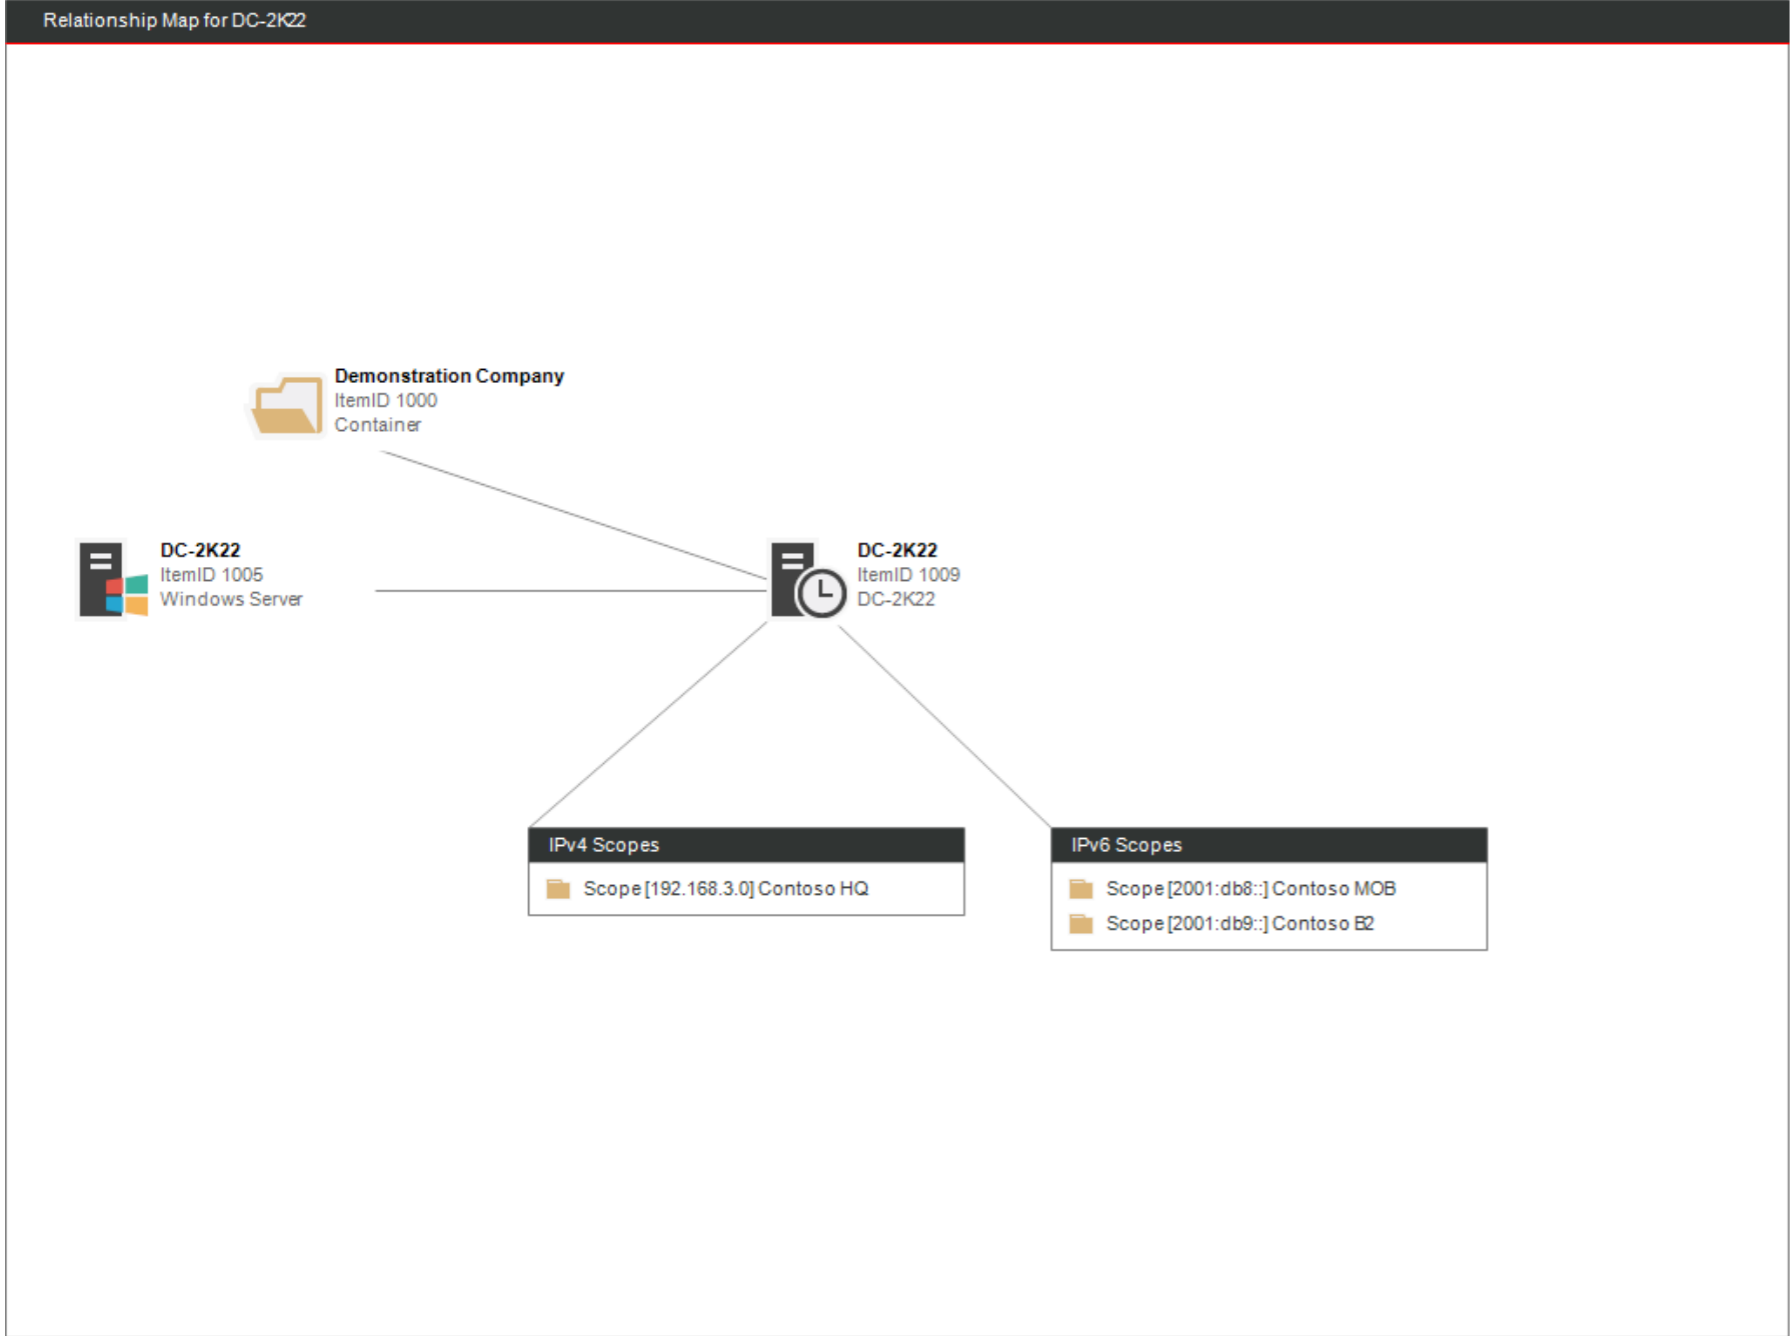 Relationship Map for DC-2K22
Demonstration Company
ItemID 1000
Container
DC-2K22
ItemID 1005
Windows Server
DC-2K22
ItemID 1009
DC-2K22
IPv4 Scopes
Scope [192.168.3.0] Contoso HQ
IPv6 Scopes
Scope [2001:db8::] Contoso MOB
Scope [2001:db9::] Contoso B2